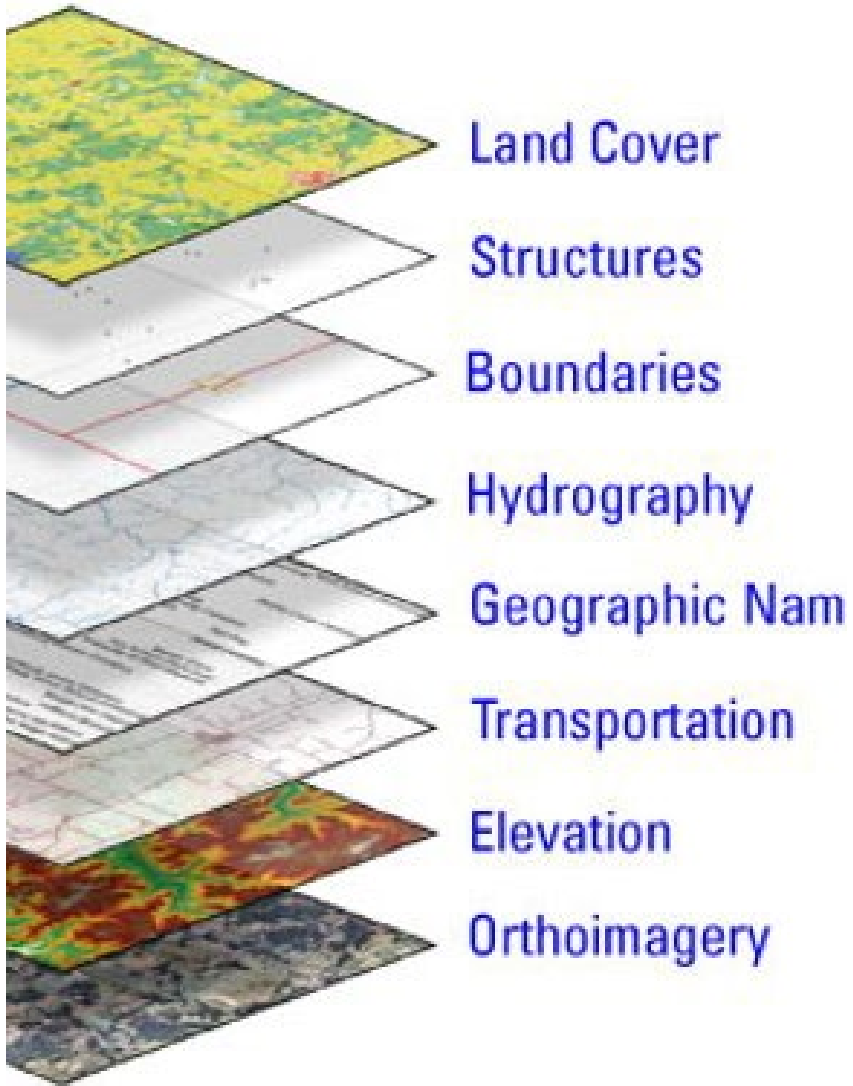 Land Cover
Structures
Boundaries
Hydrography
Geographic Nam
Transportation
Elevation
Orthoimagery